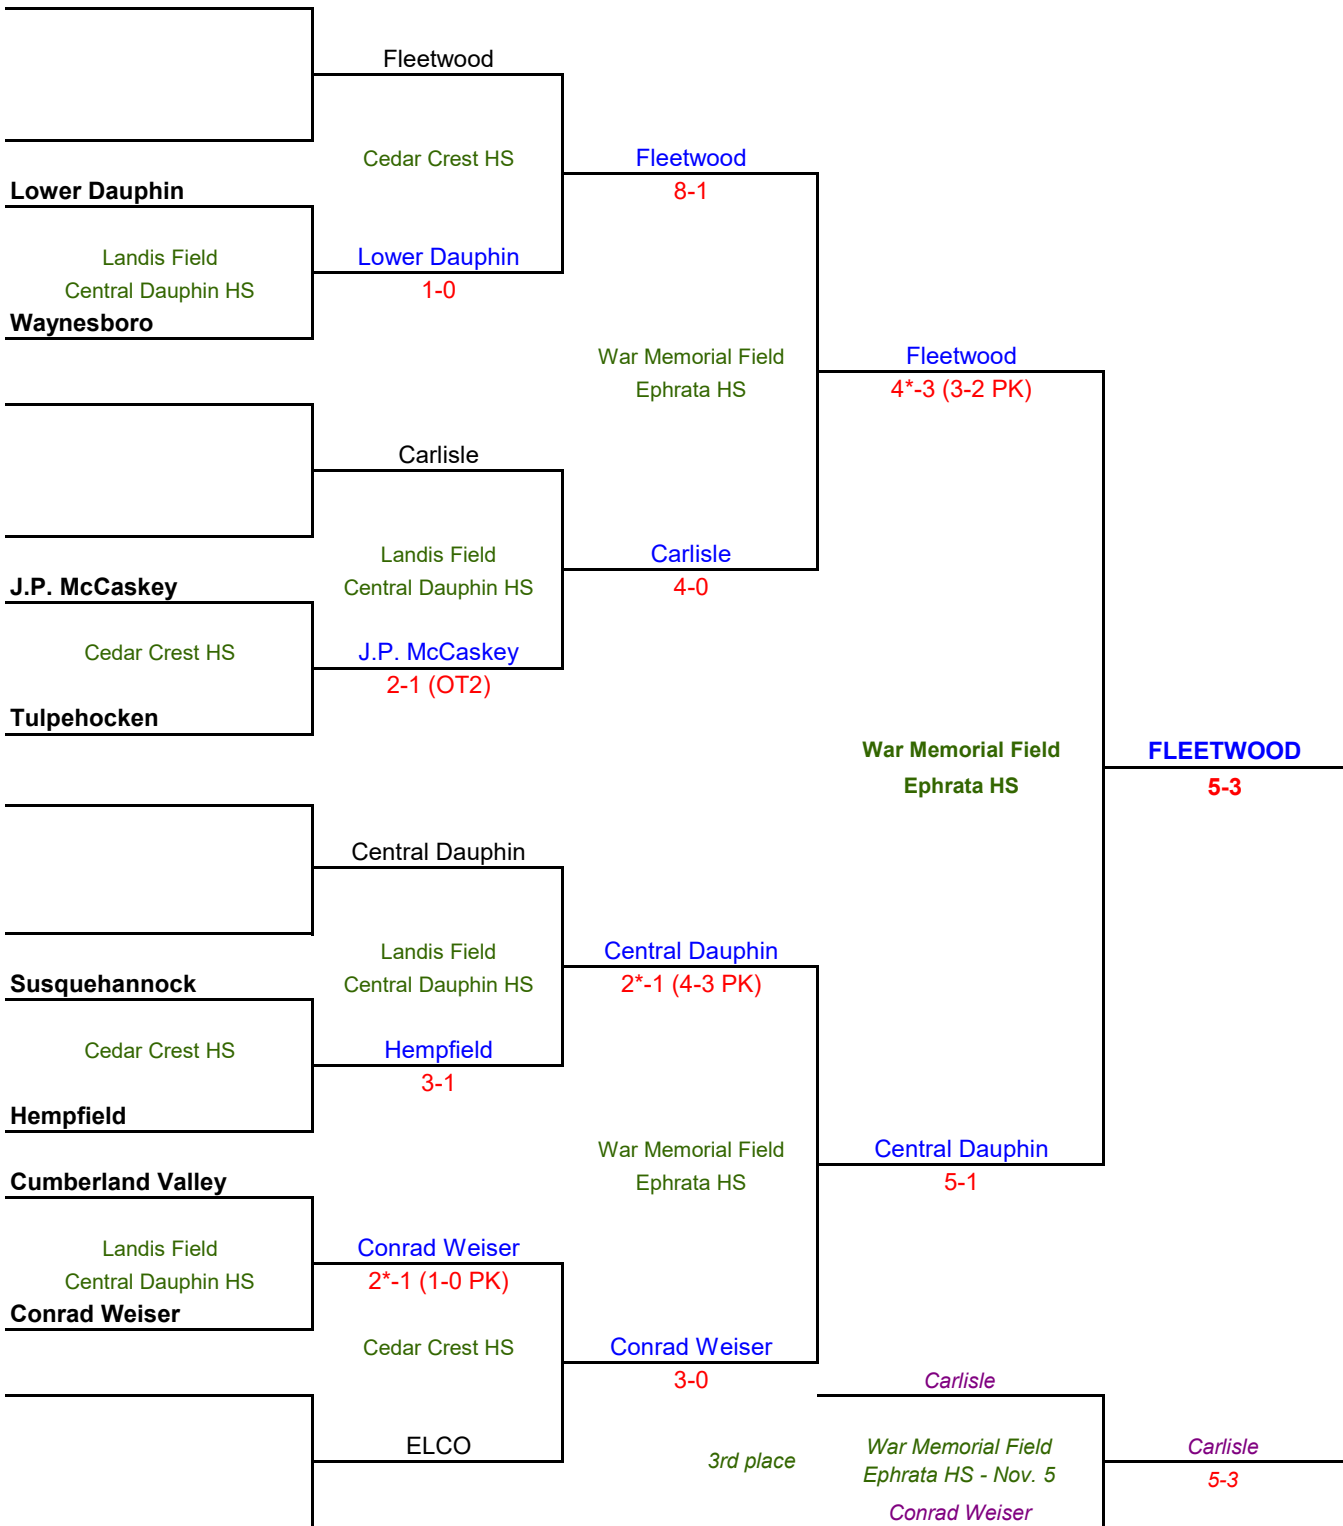 Fleetwood
Cedar Crest HS
Fleetwood
8-1
Lower Dauphin
Landis Field
Central Dauphin HS
Lower Dauphin
1-0
Waynesboro
War Memorial Field
Ephrata HS
Fleetwood
4*-3 (3-2 PK)
Carlisle
Landis Field
Central Dauphin HS
Carlisle
4-0
J.P. McCaskey
Cedar Crest HS
J.P. McCaskey
2-1 (OT2)
Tulpehocken
War Memorial Field
Ephrata HS
FLEETWOOD
5-3
Central Dauphin
Landis Field
Central Dauphin HS
Central Dauphin
2*-1 (4-3 PK)
Susquehannock
Cedar Crest HS
Hempfield
3-1
Hempfield
War Memorial Field
Ephrata HS
Central Dauphin
5-1
Cumberland Valley
Landis Field
Central Dauphin HS
Conrad Weiser
2*-1 (1-0 PK)
Conrad Weiser
Cedar Crest HS
Conrad Weiser
3-0
ELCO
3rd place
Carlisle
War Memorial Field
Ephrata HS - Nov. 5
Conrad Weiser
Carlisle
5-3